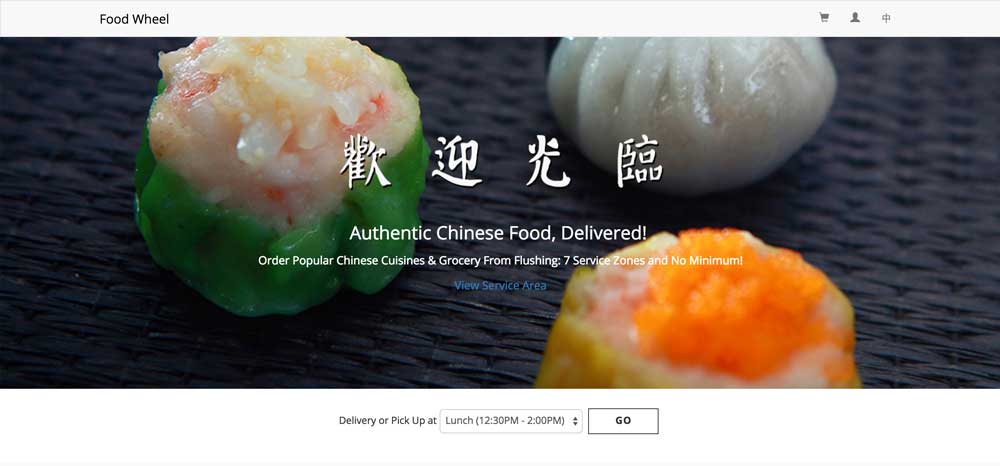 Food Wheel 中
歡迎光臨
Authentic Chinese Food, Delivered!
Order Popular Chinese Cuisines & Grocery From Flushing: 7 Service Zones and No Minimum!
View Service Area
Delivery or Pick Up at Lunch (12:30PM - 2:00PM) GO